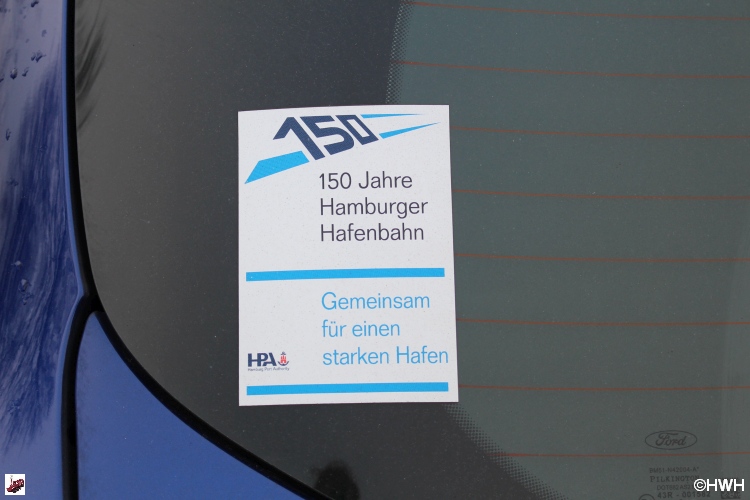 150
150 Jahre
Hamburger
Hafenbahn
Gemeinsam
für einen
starken Hafen
HPA
Hamburg Port Authority
Ford
©HWH